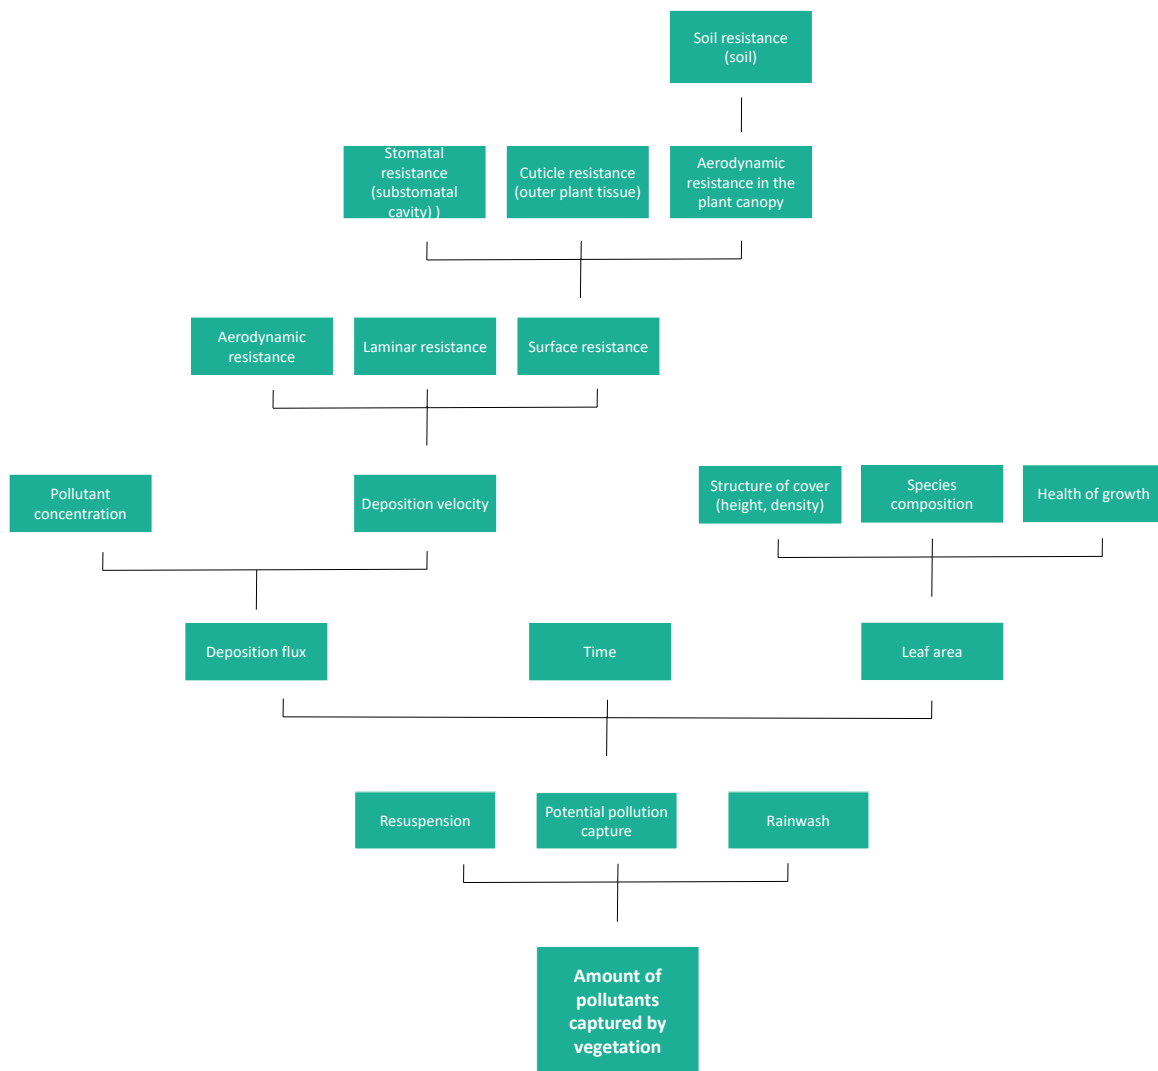 Soil resistance
(soil)
Stomatal
resistance
(substomatal
cavity) )
Cuticle resistance
(outer plant tissue)
Aerodynamic
resistance in the
plant canopy
Aerodynamic
resistance
Laminar resistance
Surface resistance
Pollutant
concentration
Deposition velocity
Structure of cover
(height, density)
Species
composition
Health of growth
Deposition flux
Time
Leaf area
Resuspension
Potential pollution
capture
Rainwash
Amount of
pollutants
captured by
vegetation